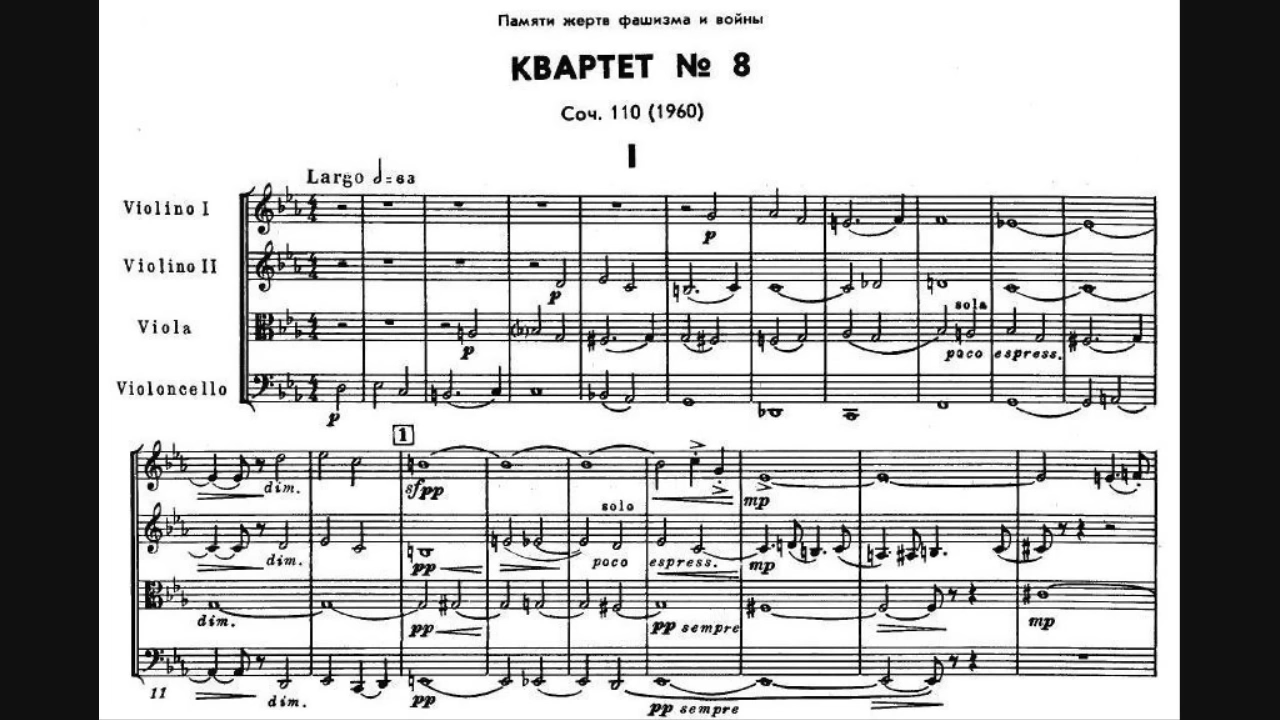 Памяти жертв фашизма и войны
КВАРТЕТ № 8
Соч. 110 (1960)
I
Largo 𝅗𝅥=63
Violino I
p
Violino II
p
Viola
p
sola
poco espress.
Violoncello
p
1
dim.
sfpp
mp
solo
dim.
pp
poco espress.
mp
dim.
pp
pp sempre
mp
11
dim.
pp
pp sempre